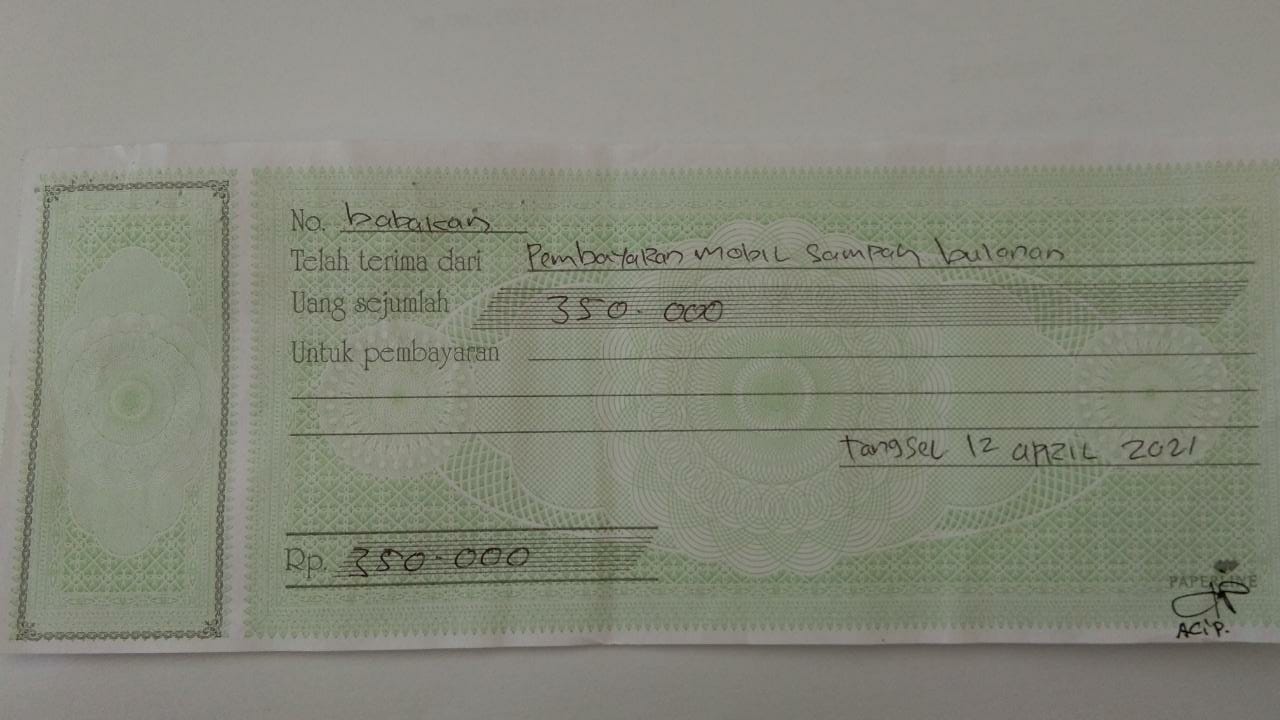 No. babakan
Telah terima dari Pembayaran mobil sampah bulanan
Uang sejumlah 350.000
Untuk pembayaran
tangsel 12 april 2021
Rp. 350.000
PAPERLINE
ACiP.